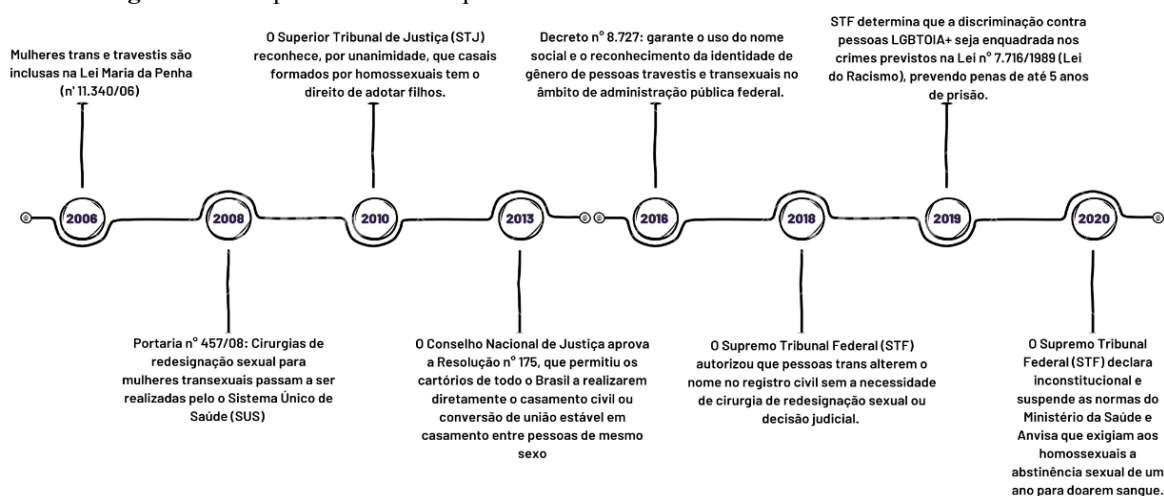 Mulheres trans e travestis são
inclusas na Lei Maria da Penha
(n° 11.340/06)
O Superior Tribunal de Justiça (STJ)
reconhece, por unanimidade, que casais
formados por homossexuais tem o
direito de adotar filhos.
Decreto n° 8.727: garante o uso do nome
social e o reconhecimento da identidade de
gênero de pessoas travestis e transexuais no
âmbito de administração pública federal.
STF determina que a discriminação contra
pessoas LGBTOIA+ seja enquadrada nos
crimes previstos na Lei n° 7.716/1989 (Lei
do Racismo), prevendo penas de até 5 anos
de prisão.
2006
2008
2010
2013
2016
2018
2019
2020
Portaria n° 457/08: Cirurgias de
redesignação sexual para
mulheres transexuais passam a ser
realizadas pelo o Sistema Único de
Saúde (SUS)
O Conselho Nacional de Justiça aprova
a Resolução n° 175, que permitiu os
cartórios de todo o Brasil a realizarem
diretamente o casamento civil ou
conversão de união estável em
casamento entre pessoas de mesmo
sexo
O Supremo Tribunal Federal (STF)
autorizou que pessoas trans alterem o
nome no registro civil sem a necessidade
de cirurgia de redesignação sexual ou
decisão judicial.
O Supremo Tribunal
Federal (STF) declara
inconstitucional e
suspende as normas do
Ministério da Saúde e
Anvisa que exigiam aos
homossexuais a
abstinência sexual de um
ano para doarem sangue.